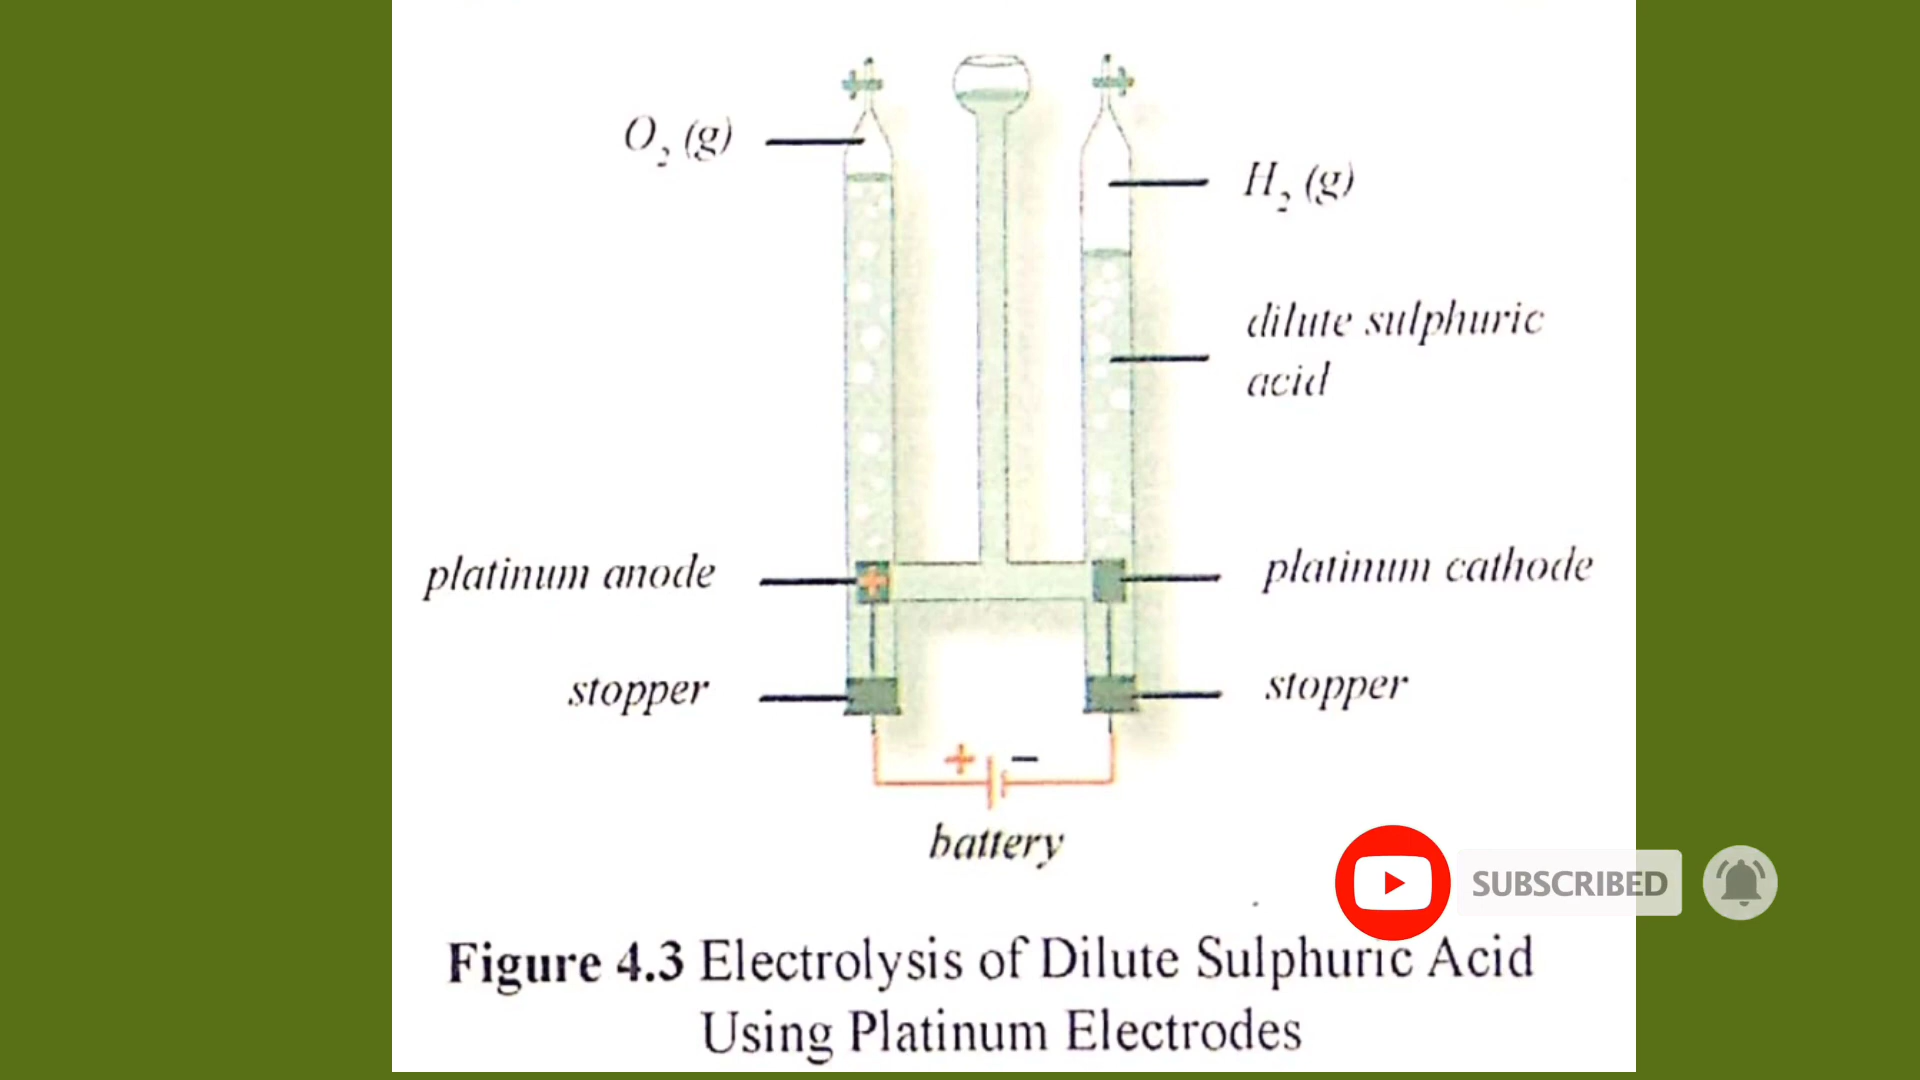 O₂ (g)
H₂ (g)
dilute sulphuric
acid
platinum anode
platinum cathode
stopper
stopper
+ −
battery
SUBSCRIBED
Figure 4.3 Electrolysis of Dilute Sulphuric Acid
Using Platinum Electrodes